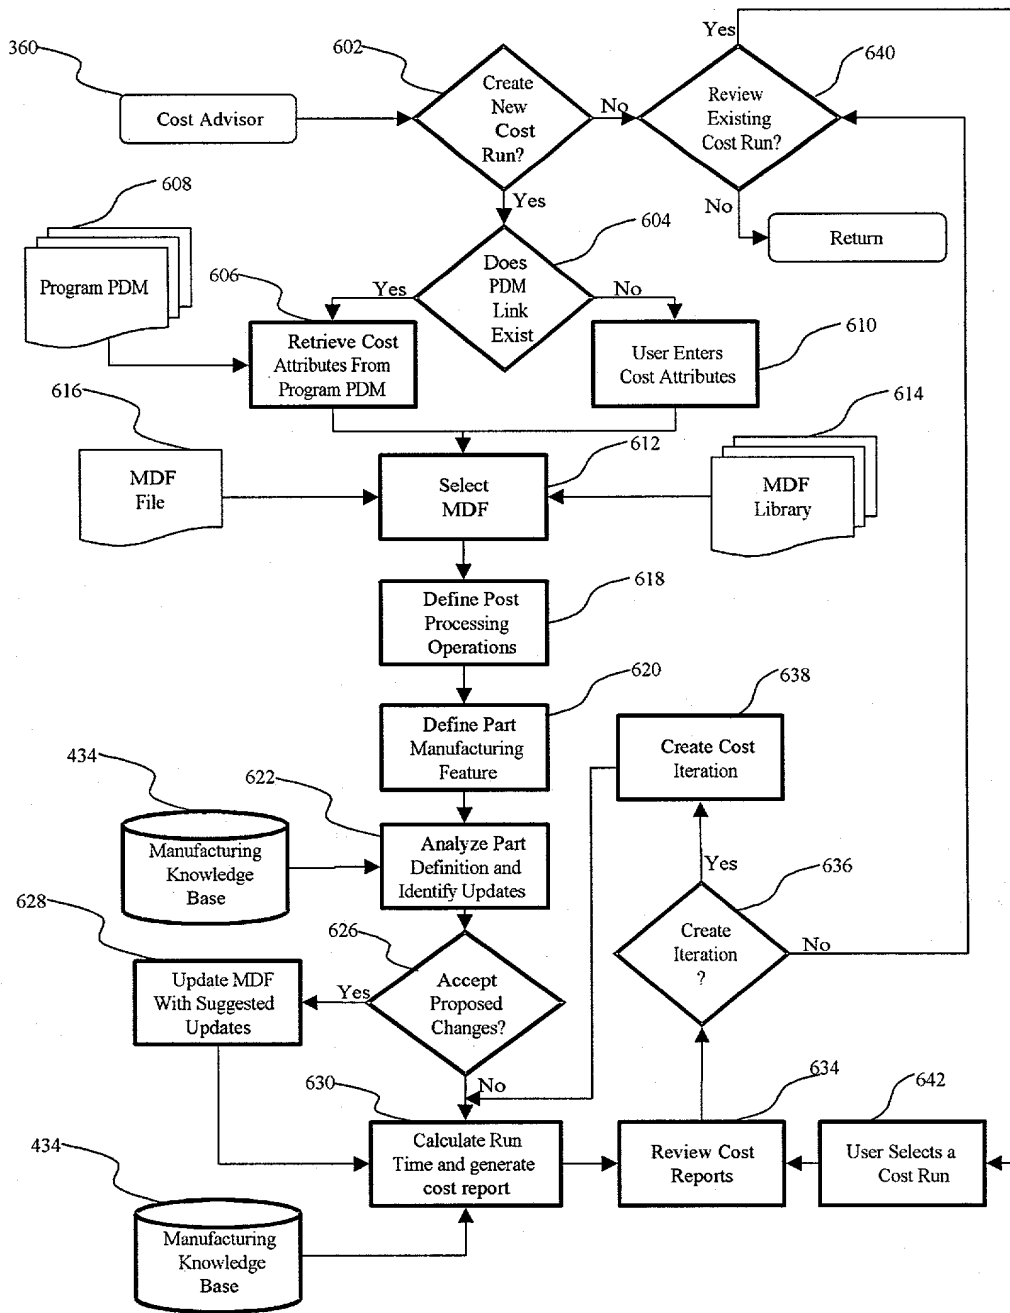 Yes
360
602
640
Cost Advisor
Create
New
Cost
Run?
No
Review
Existing
Cost Run?
Yes
No
608
604
Return
Program PDM
606
Yes
Does
PDM
Link
Exist
No
610
Retrieve Cost
Attributes From
Program PDM
User Enters
Cost Attributes
616
614
612
MDF
File
Select
MDF
MDF
Library
618
Define Post
Processing
Operations
620
638
Define Part
Manufacturing
Feature
Create Cost
Iteration
434
622
Manufacturing
Knowledge
Base
Analyze Part
Definition and
Identify Updates
Yes
636
628
626
Create
Iteration
?
No
Update MDF
With Suggested
Updates
Yes
Accept
Proposed
Changes?
No
630
634
642
Calculate Run
Time and generate
cost report
Review Cost
Reports
User Selects a
Cost Run
434
Manufacturing
Knowledge
Base